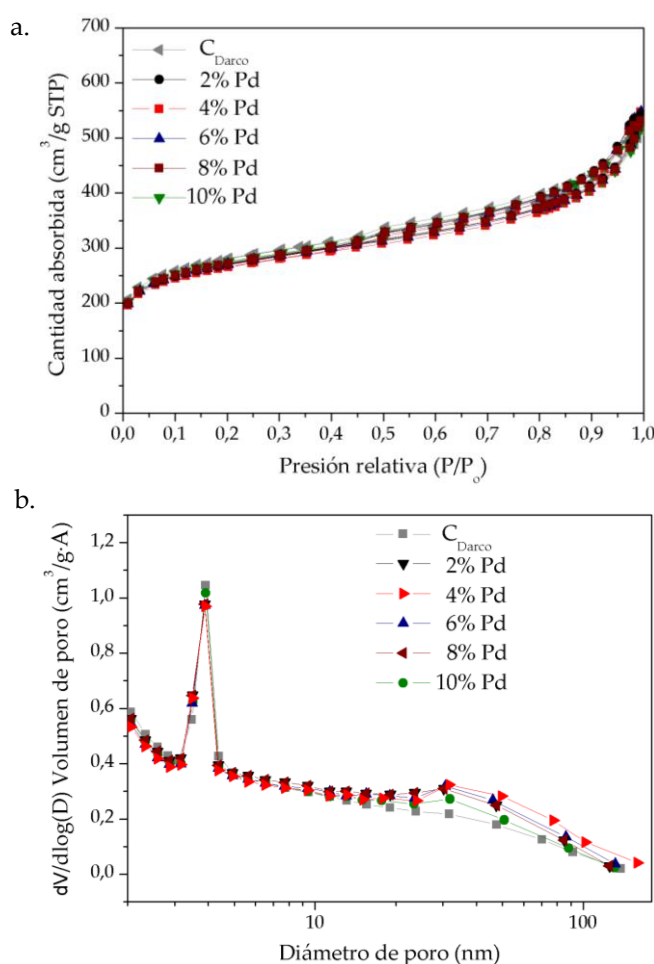 a.
700
600
500
400
300
200
100
0
Cantidad absorbida (cm³/g STP)
C_Darco
2% Pd
4% Pd
6% Pd
8% Pd
10% Pd
0,0 0,1 0,2 0,3 0,4 0,5 0,6 0,7 0,8 0,9 1,0
Presión relativa (P/P_o)
b.
1,2
1,0
0,8
0,6
0,4
0,2
0,0
dV/dlog(D) Volumen de poro (cm³/g·A)
C_Darco
2% Pd
4% Pd
6% Pd
8% Pd
10% Pd
10 100
Diámetro de poro (nm)